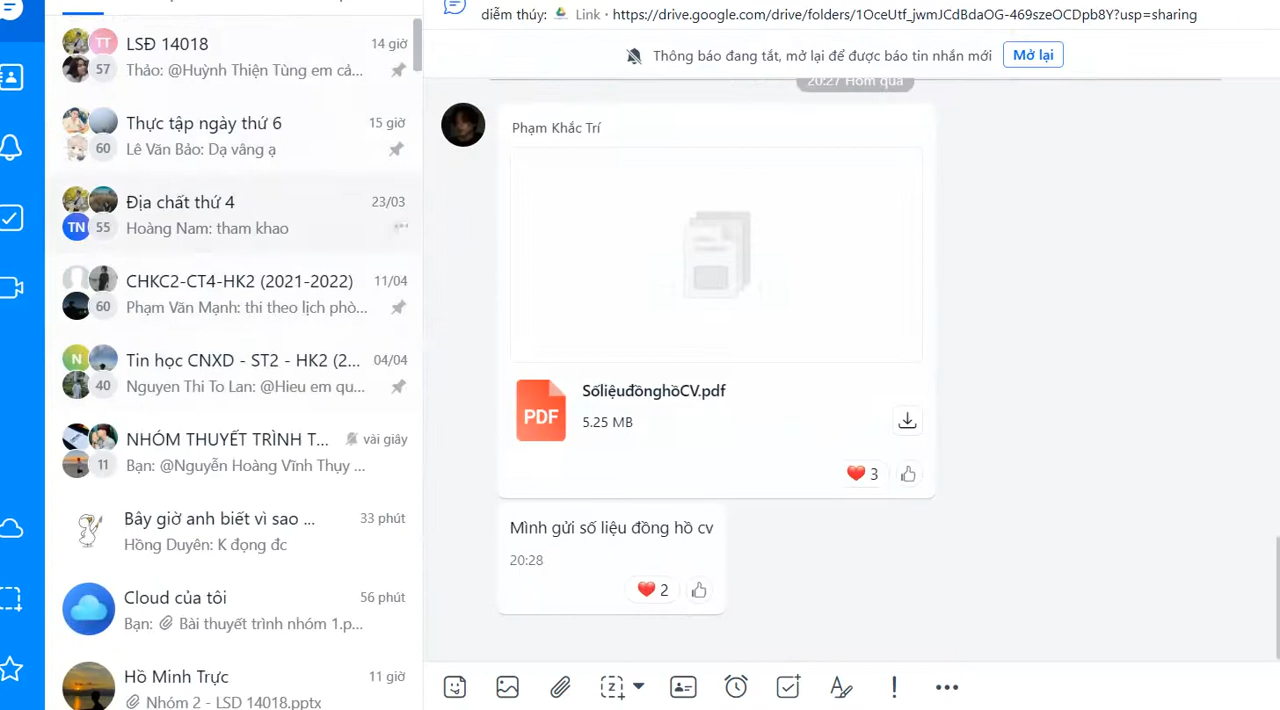 LSĐ 14018
14 giờ
TT
57
Thảo: @Huỳnh Thiện Tùng em cả...
Thực tập ngày thứ 6
15 giờ
60
Lê Văn Bảo: Dạ vâng ạ
Địa chất thứ 4
23/03
TN
55
Hoàng Nam: tham khao
CHKC2-CT4-HK2 (2021-2022)
11/04
60
Phạm Văn Mạnh: thi theo lịch phò...
N
Tin học CNXD - ST2 - HK2 (2...
04/04
40
Nguyen Thi To Lan: @Hieu em qu...
NHÓM THUYẾT TRÌNH T...
vài giây
11
Bạn: @Nguyễn Hoàng Vĩnh Thụy ...
Bây giờ anh biết vì sao ...
33 phút
Hồng Duyên: K đọng đc
Cloud của tôi
56 phút
Bạn: Bài thuyết trình nhóm 1.p...
Hồ Minh Trực
11 giờ
Nhóm 2 - LSD 14018.pptx
diễm thúy: Link · https://drive.google.com/drive/folders/1OceUtf_jwmJCdBdaOG-469szeOCDpb8Y?usp=sharing
Thông báo đang tắt, mở lại để được báo tin nhắn mới
Mở lại
20:27 Hôm qua
Phạm Khắc Trí
PDF
SốliệuđồnghồCV.pdf
5.25 MB
3
Mình gửi số liệu đồng hồ cv
20:28
2